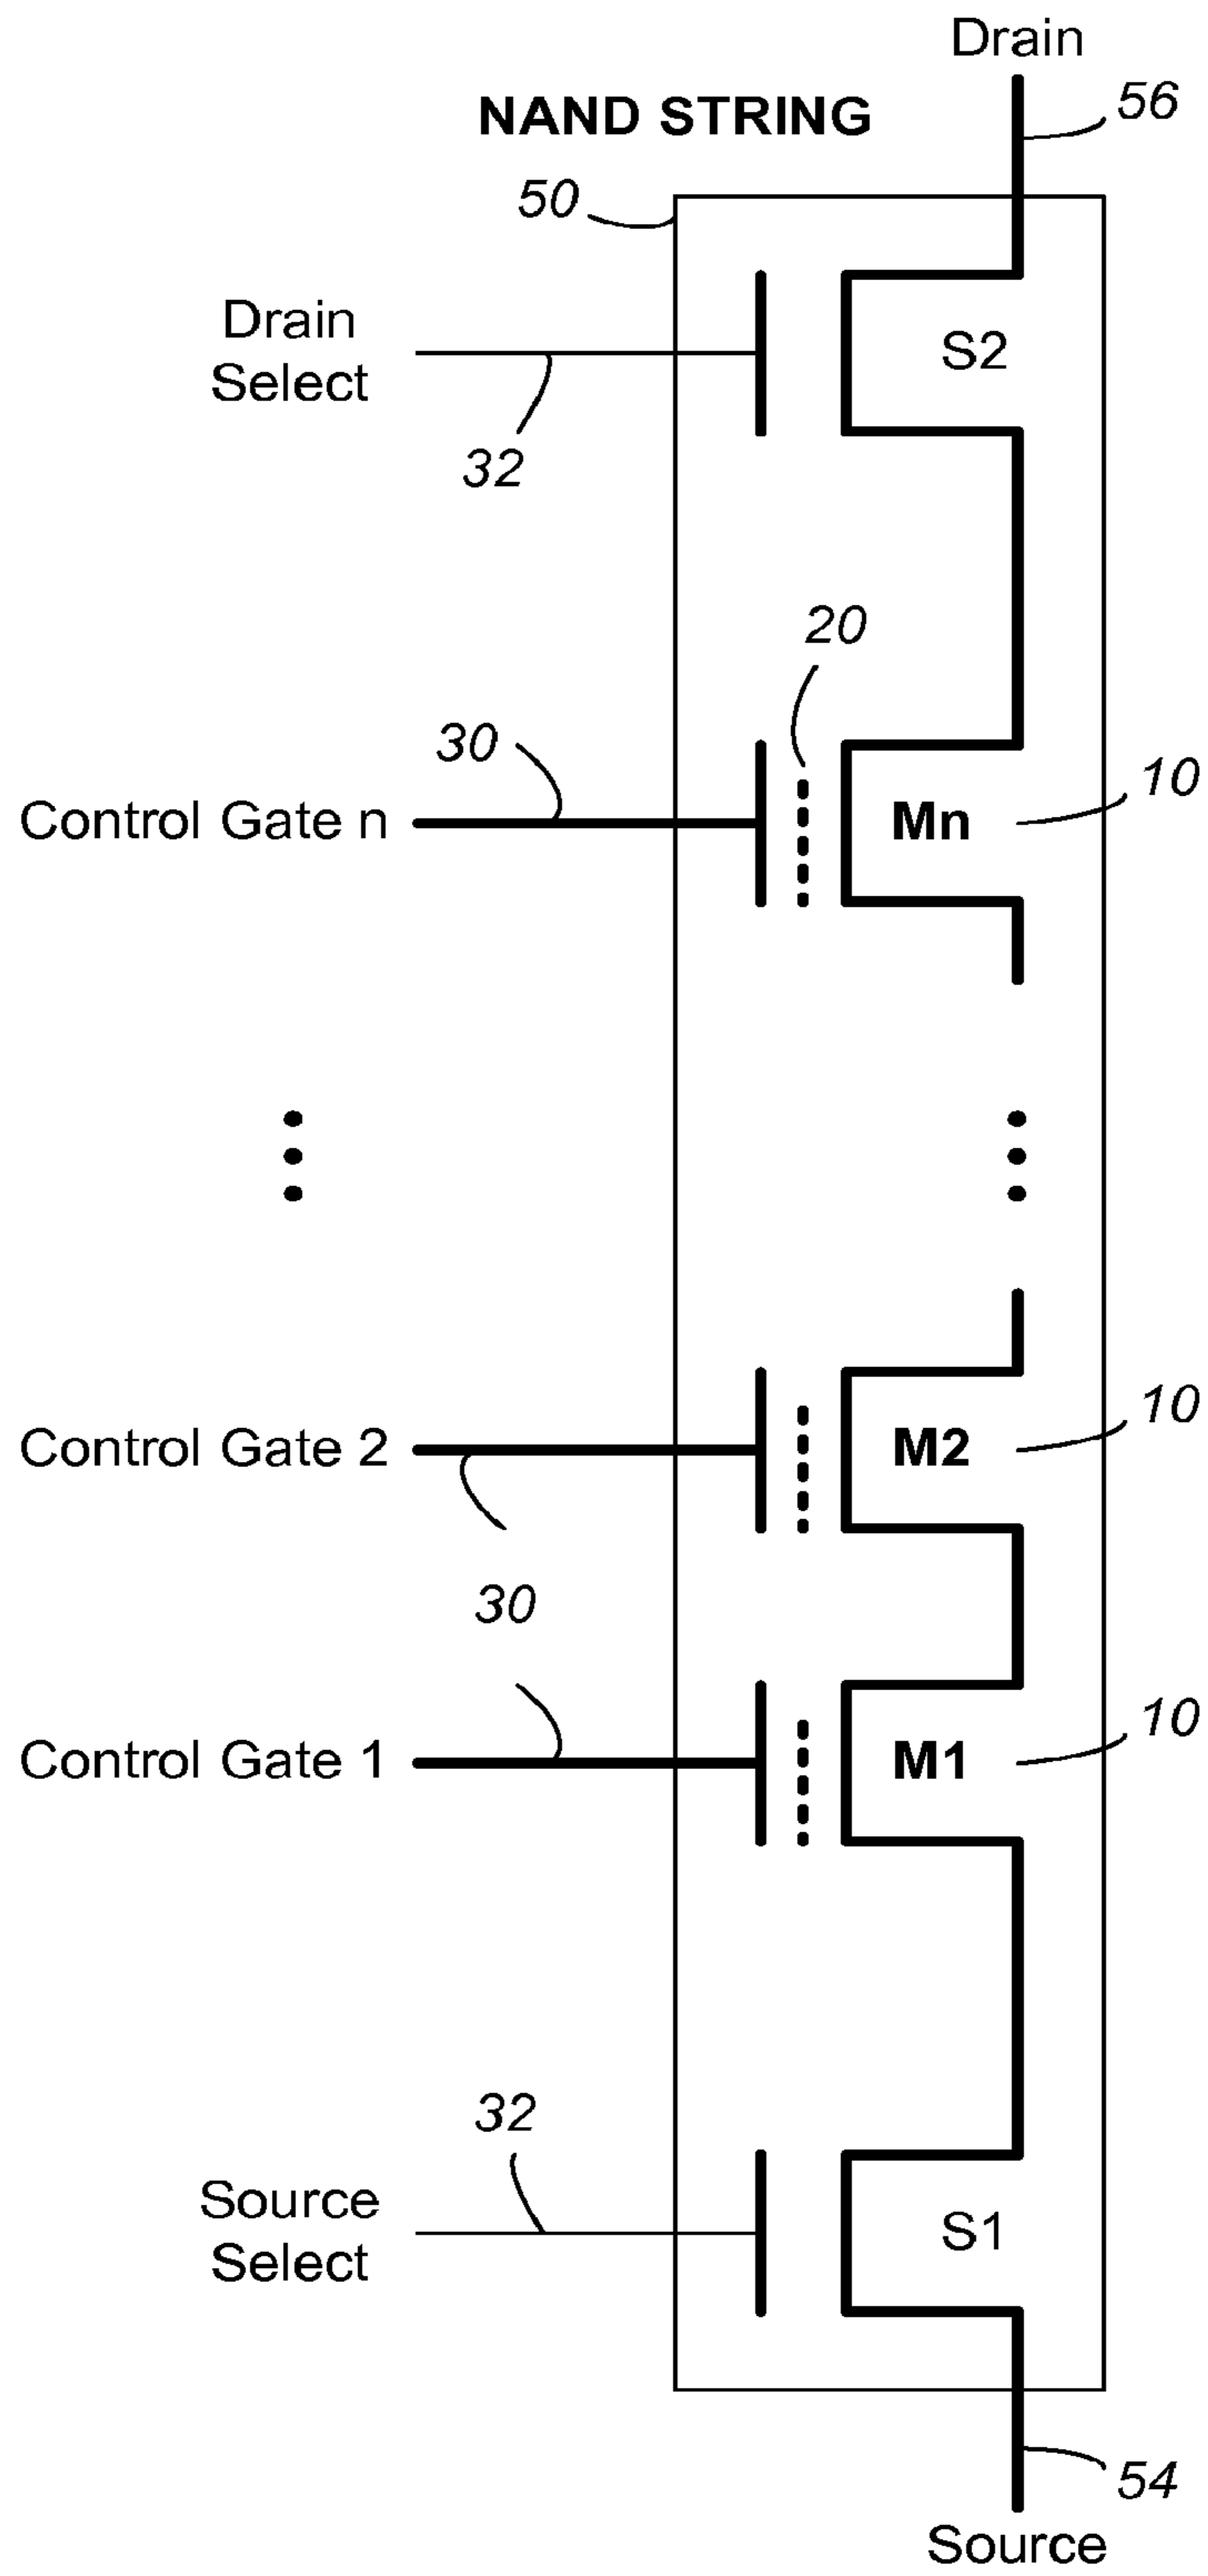 Drain
56
NAND STRING
50
Drain
Select
S2
32
20
30
10
Control Gate n
Mn
10
Control Gate 2
M2
30
10
Control Gate 1
M1
32
Source
Select
S1
54
Source